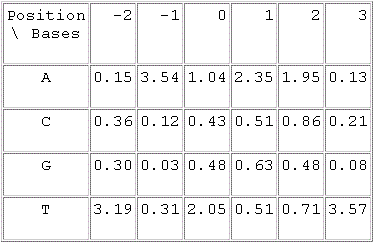 Position -2 -1 0 1 2 3
\ Bases
A 0.15 3.54 1.04 2.35 1.95 0.13
C 0.36 0.12 0.43 0.51 0.86 0.21
G 0.30 0.03 0.48 0.63 0.48 0.08
T 3.19 0.31 2.05 0.51 0.71 3.57